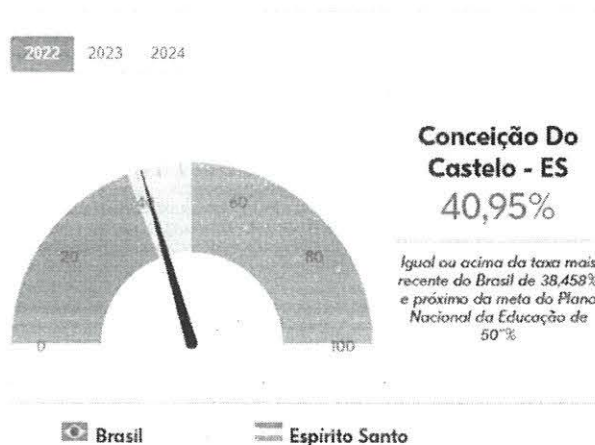 2022 2023 2024
Conceição Do
Castelo - ES
40,95%
Igual ou acima da taxa mais
recente do Brasil de 38,458%
e próximo da meta do Plano
Nacional da Educação de
50"%
0
20
40
60
80
100
Brasil
Espírito Santo